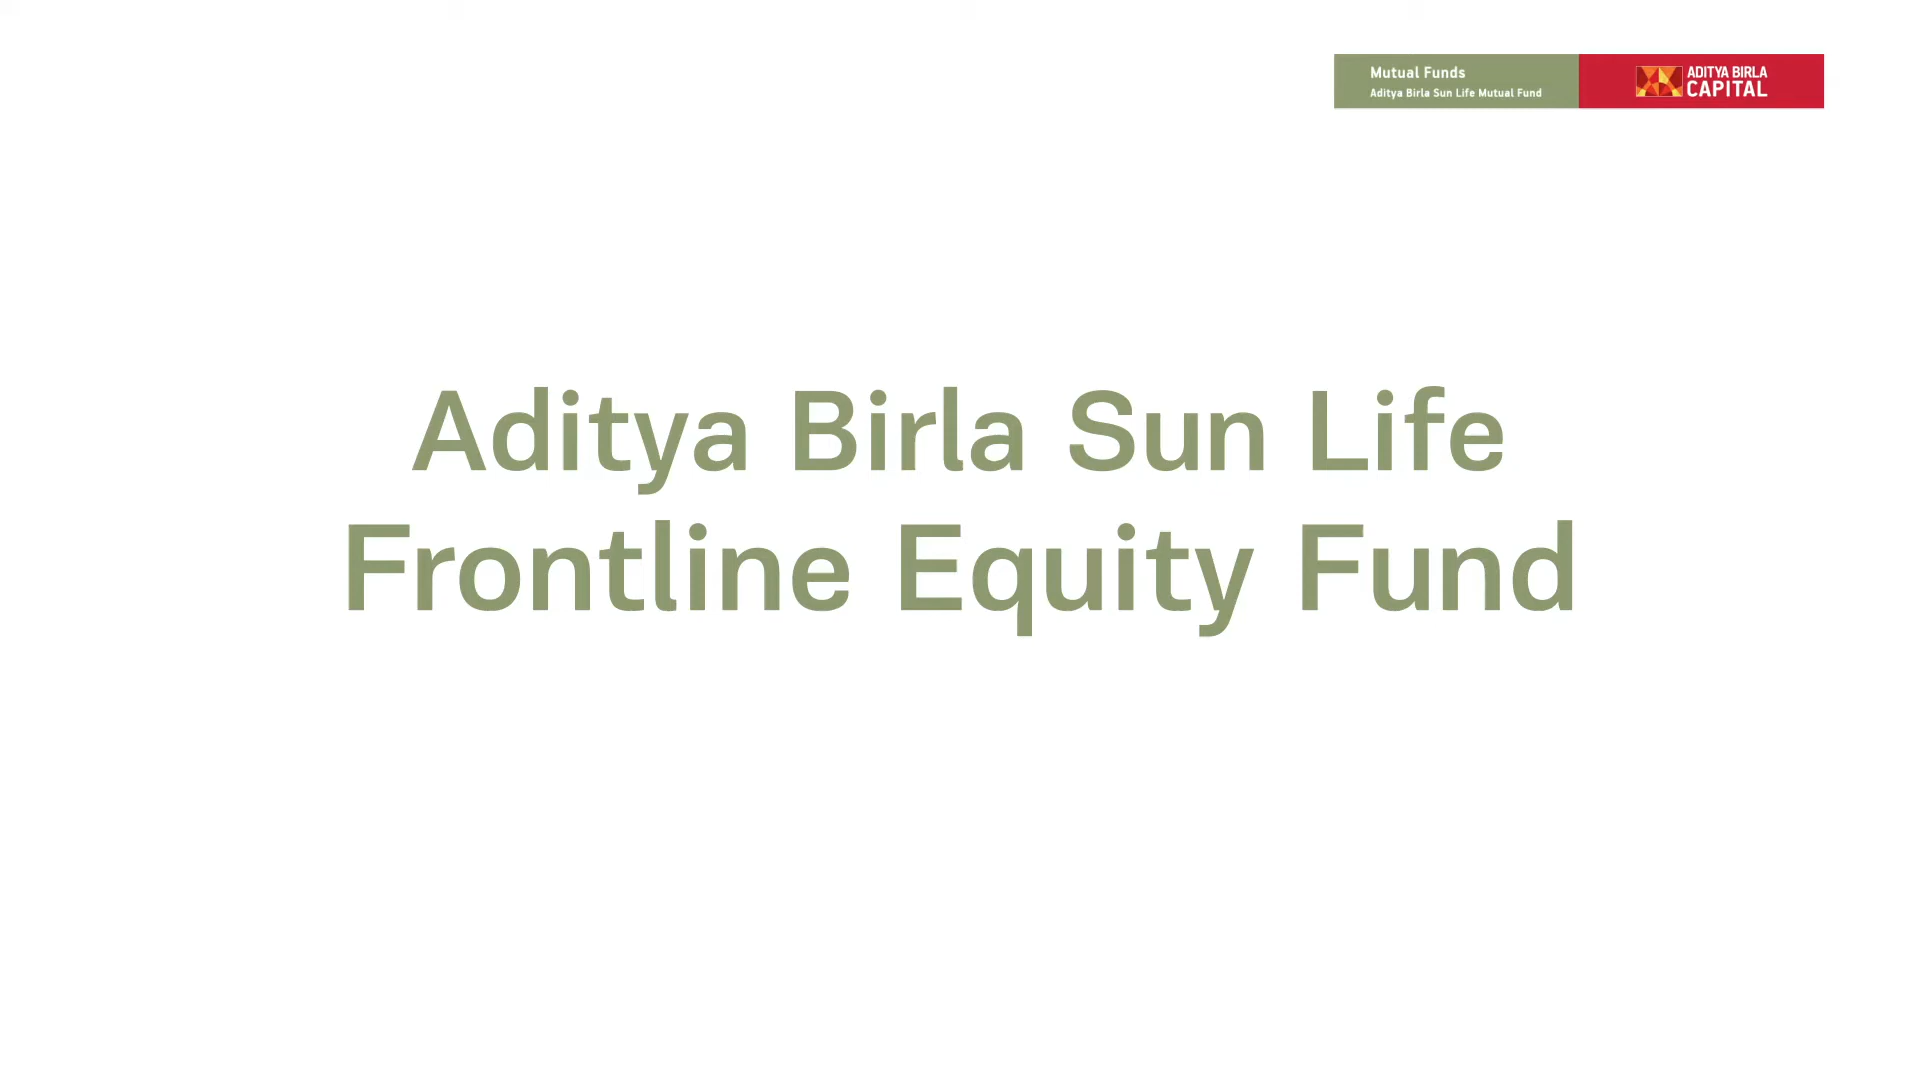 Mutual Funds
Aditya Birla Sun Life Mutual Fund
ADITYA BIRLA
CAPITAL
Aditya Birla Sun Life
Frontline Equity Fund